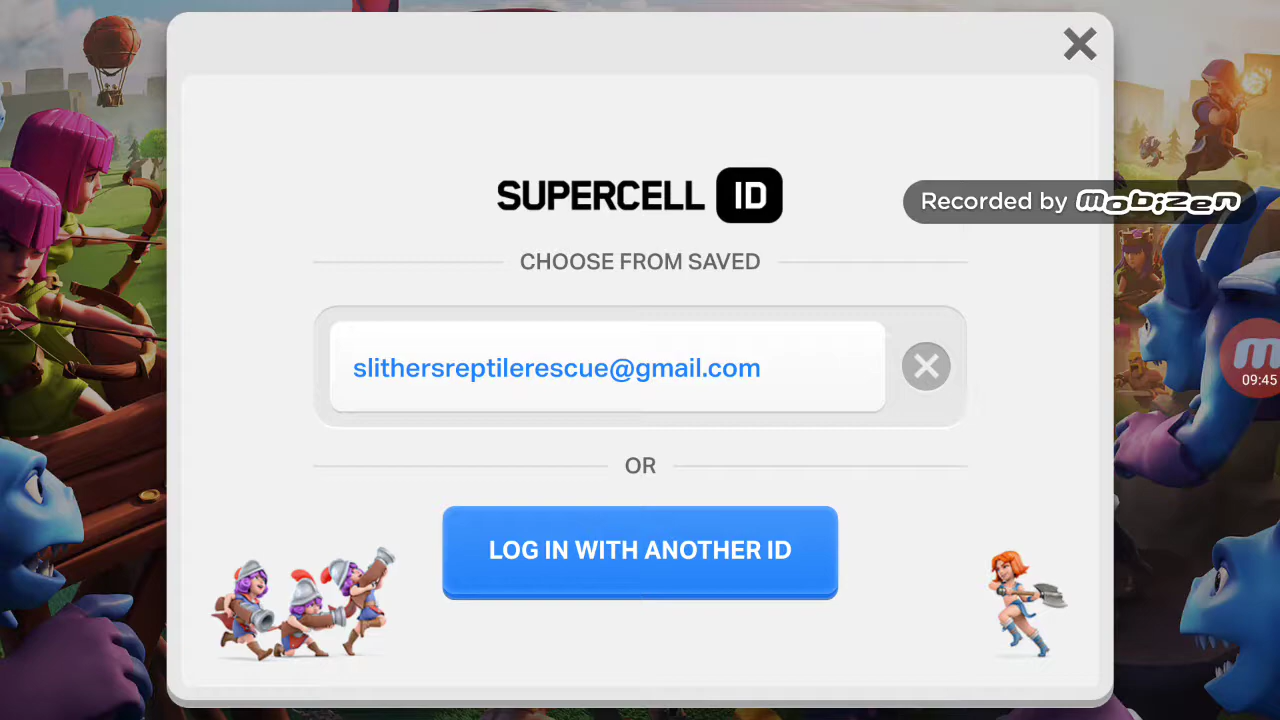 SUPERCELL ID
Recorded by mobizen
CHOOSE FROM SAVED
slithersreptilerescue@gmail.com
09:45
OR
LOG IN WITH ANOTHER ID